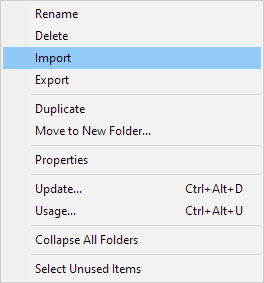 Rename
Delete
Import
Export
Duplicate
Move to New Folder...
Properties
Update... Ctrl+Alt+D
Usage... Ctrl+Alt+U
Collapse All Folders
Select Unused Items